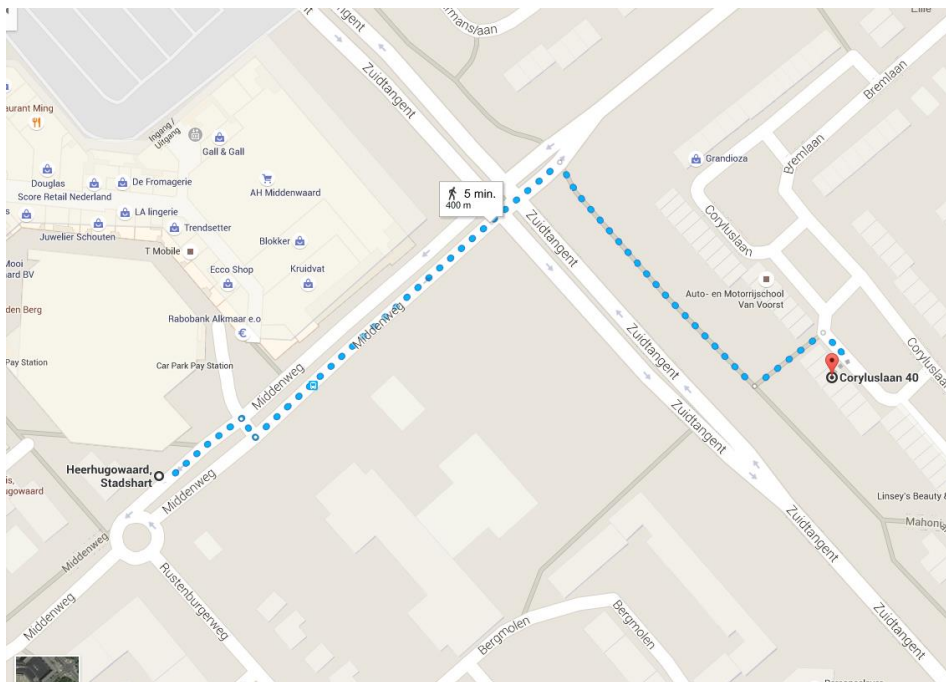 Zuidtangent
Bremlaan
aurant Ming
Ingang /
Uitgang
Gall & Gall
Bremlaan
Grandioza
Douglas
De Fromagerie
Score Retail Nederland
AH Middenwaard
5 min.
400 m
LA lingerie
Juwelier Schouten
Trendsetter
Coryluslaan
Zuidtangent
T Mobile
Blokker
Mooi
ard BV
Ecco Shop
Kruidvat
Auto- en Motorrijschool
Van Voorst
den Berg
Rabobank Alkmaar e.o
€
Middenweg
Zuidtangent
Coryluslaan
Pay Station
Car Park Pay Station
Middenweg
Coryluslaan 40
Zuidtangent
Heerhugowaard,
Stadshart
Middenweg
is,
ugowaard
Linsey's Beauty &
Middenweg
Zuidtangent
Mahoni
Middenweg
Rustenburgerweg
Bergmolen
Bergmolen
Zuidtangent